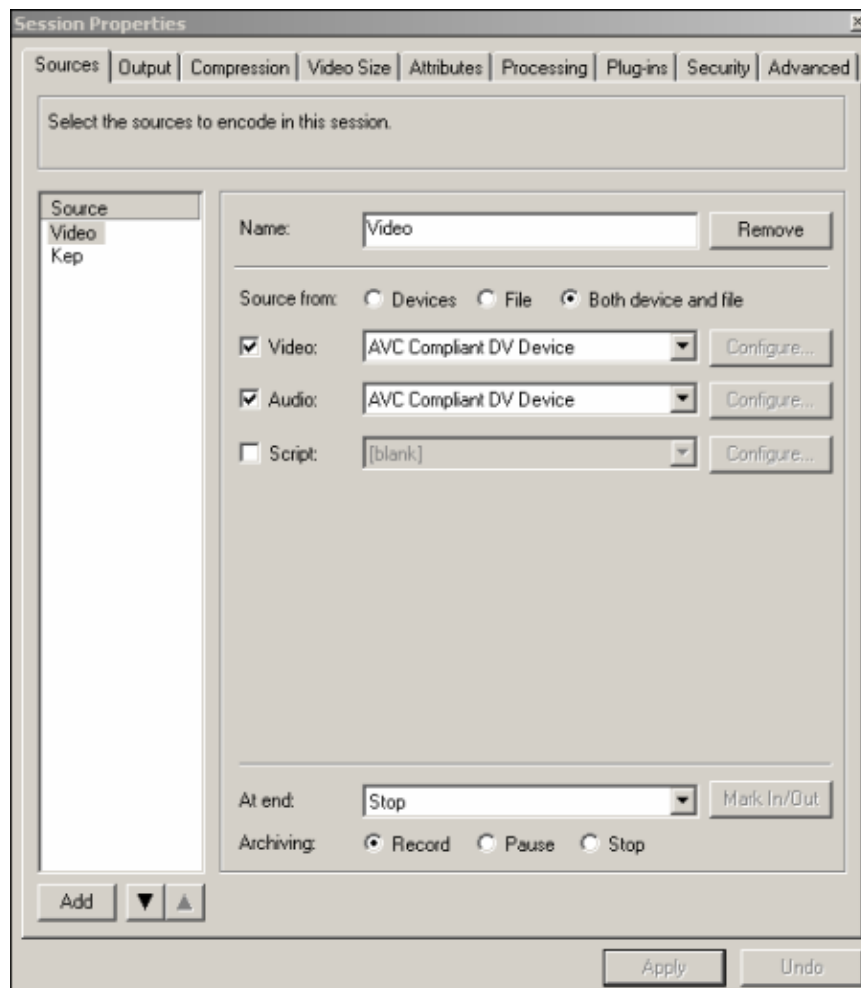 Session Properties
Sources Output Compression Video Size Attributes Processing Plug-ins Security Advanced
Select the sources to encode in this session.
Source
Video
Kep
Name: Video Remove
Source from: Devices File Both device and file
Video: AVC Compliant DV Device Configure...
Audio: AVC Compliant DV Device Configure...
Script: [blank] Configure...
At end: Stop Mark In/Out
Archiving: Record Pause Stop
Add
Apply Undo